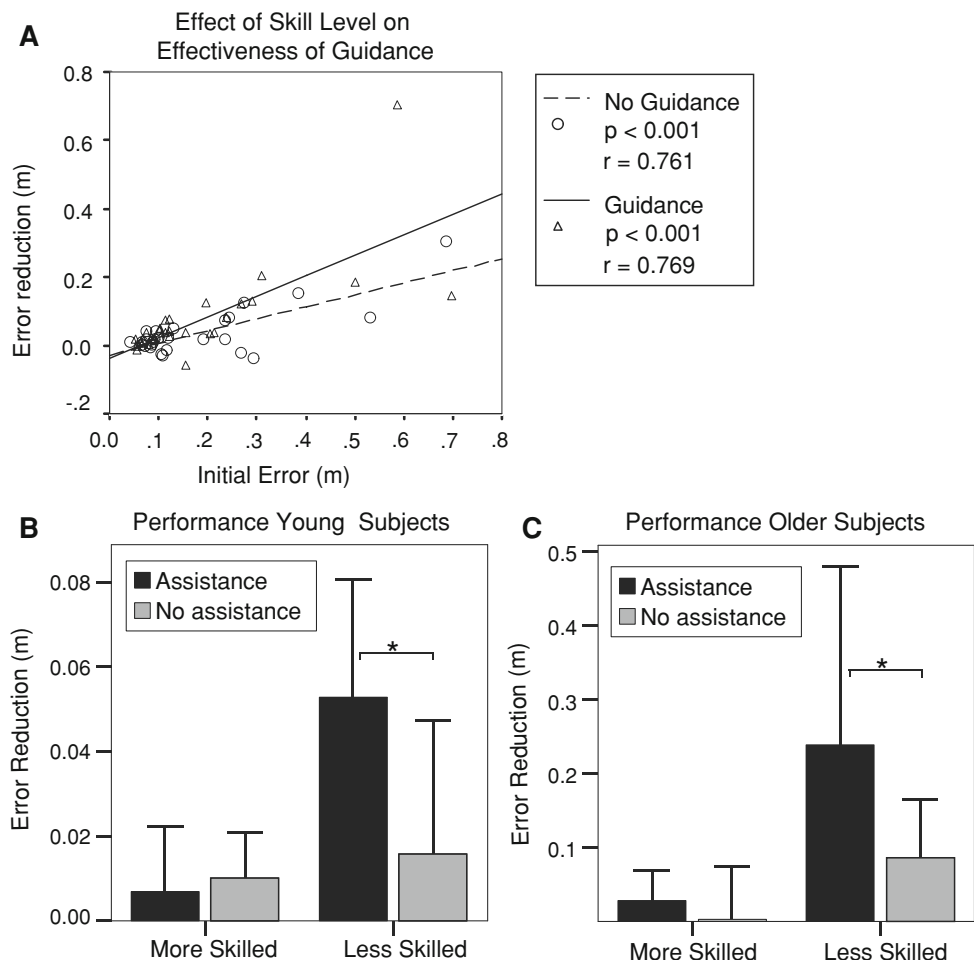 A
Effect of Skill Level on
Effectiveness of Guidance
Error reduction (m)
0.8
0.6
0.4
0.2
0.0
-.2
0.0 .1 .2 .3 .4 .5 .6 .7 .8
Initial Error (m)
No Guidance
p < 0.001
r = 0.761
Guidance
p < 0.001
r = 0.769
B
Performance Young Subjects
Error Reduction (m)
0.08
0.06
0.04
0.02
0.00
Assistance
No assistance
*
More Skilled Less Skilled
C
Performance Older Subjects
Error Reduction (m)
0.5
0.4
0.3
0.2
0.1
Assistance
No assistance
*
More Skilled Less Skilled